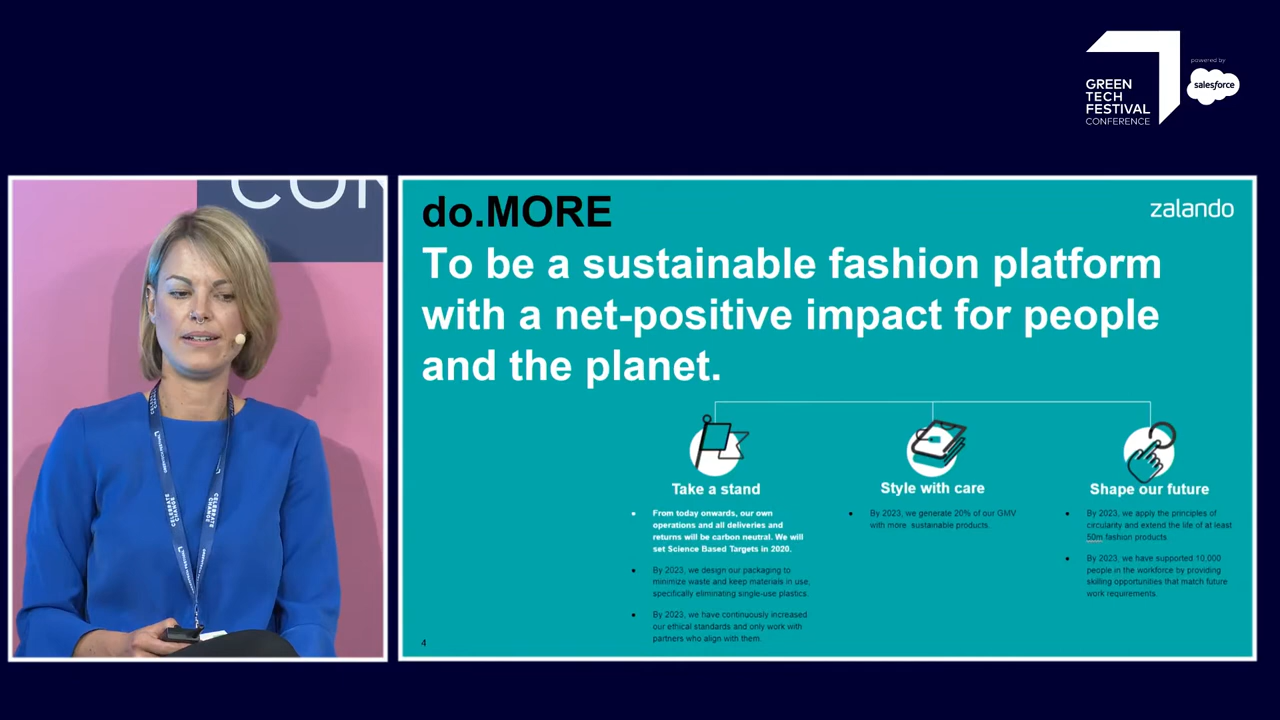 GREEN
TECH
FESTIVAL
CONFERENCE
powered by
salesforce
CON
CELEBRATE
CHANGE
do.MORE
zalando
To be a sustainable fashion platform
with a net-positive impact for people
and the planet.
Take a stand
From today onwards, our own
operations and all deliveries and
returns will be carbon neutral. We will
set Science Based Targets in 2020.
By 2023, we design our packaging to
minimize waste and keep materials in use,
specifically eliminating single-use plastics.
By 2023, we have continuously increased
our ethical standards and only work with
partners who align with them.
Style with care
By 2023, we generate 20% of our GMV
with more sustainable products.
Shape our future
By 2023, we apply the principles of
circularity and extend the life of at least
50m fashion products
By 2023, we have supported 10,000
people in the workforce by providing
skilling opportunities that match future
work requirements.
4